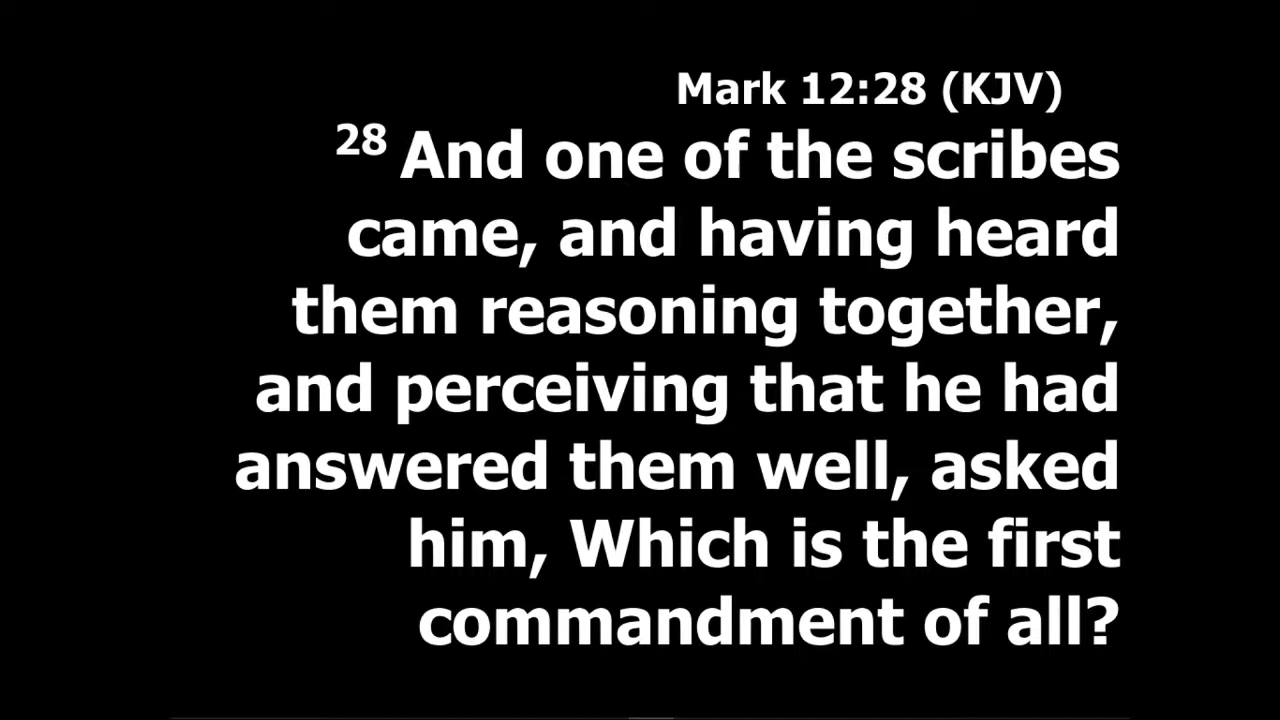 Mark 12:28 (KJV)
28 And one of the scribes
came, and having heard
them reasoning together,
and perceiving that he had
answered them well, asked
him, Which is the first
commandment of all?